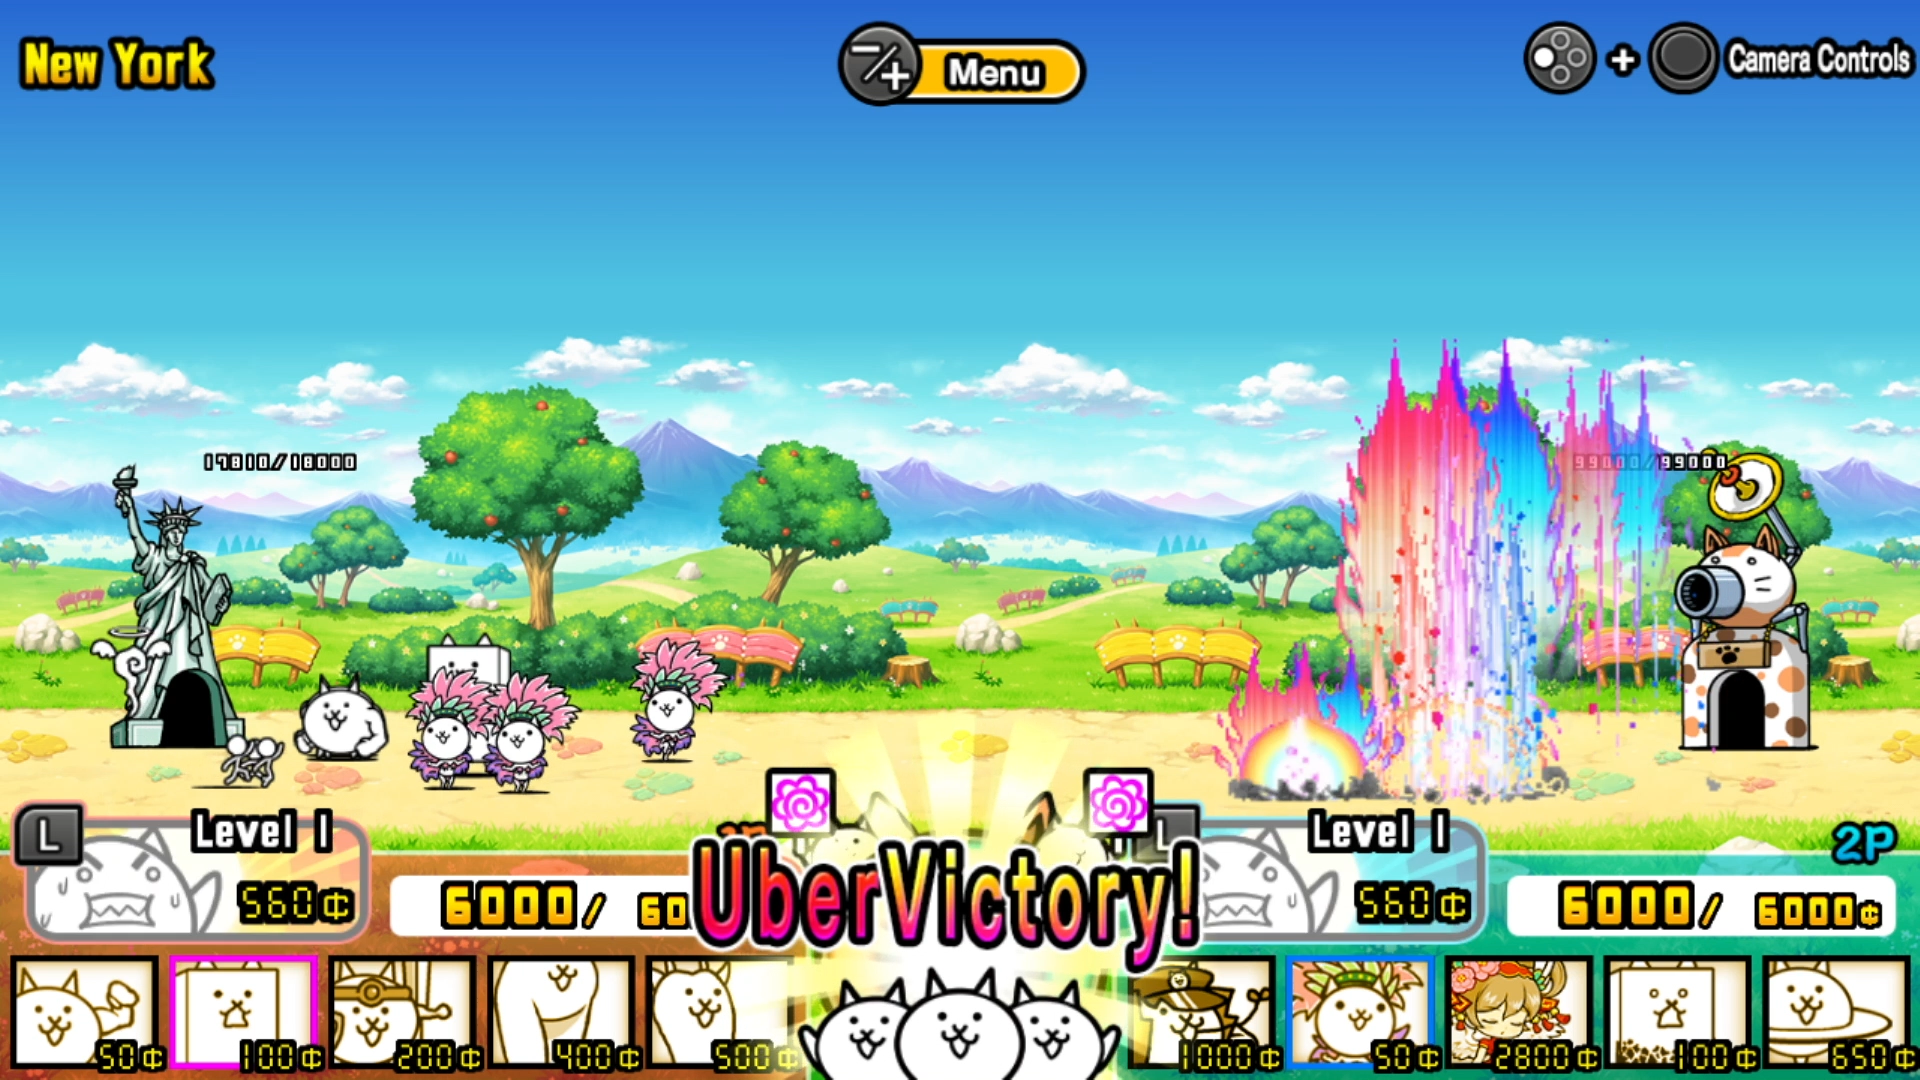 New York
-/+ Menu
+ Camera Controls
17810/18000
99000/99000
L Level 1
560¢
6000/ 60
UberVictory!
L Level 1
560¢
2P
6000/ 6000¢
50¢ 100¢ 200¢ 400¢ 500¢ 1000¢ 50¢ 2800¢ 100¢ 650¢